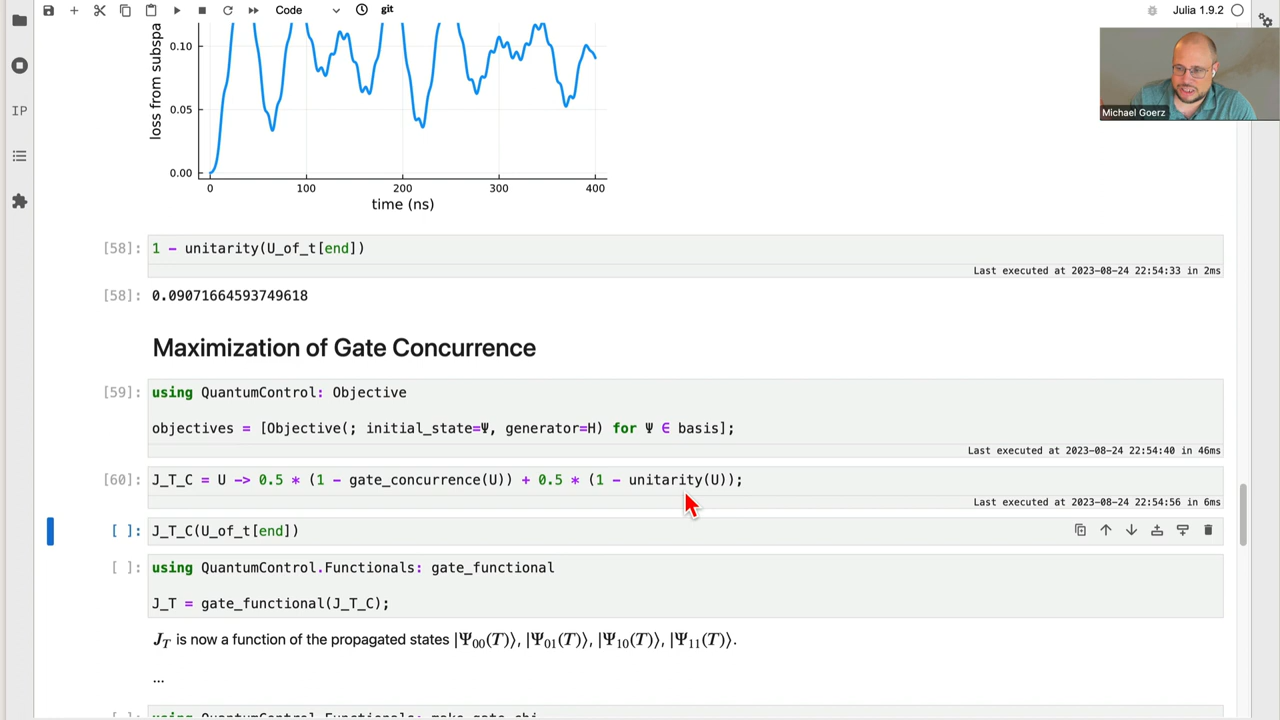 Code
git
Julia 1.9.2
IP
loss from subspa
0.10
0.05
0.00
0
100
200
300
400
time (ns)
Michael Goerz
[58]:
1 - unitarity(U_of_t[end])
Last executed at 2023-08-24 22:54:33 in 2ms
[58]:
0.09071664593749618
Maximization of Gate Concurrence
[59]:
using QuantumControl: Objective
objectives = [Objective(; initial_state=Ψ, generator=H) for Ψ ∈ basis];
Last executed at 2023-08-24 22:54:40 in 46ms
[60]:
J_T_C = U -> 0.5 * (1 - gate_concurrence(U)) + 0.5 * (1 - unitarity(U));
Last executed at 2023-08-24 22:54:56 in 6ms
[ ]:
J_T_C(U_of_t[end])
[ ]:
using QuantumControl.Functionals: gate_functional
J_T = gate_functional(J_T_C);
J_T is now a function of the propagated states |Ψ₀₀(T)⟩, |Ψ₀₁(T)⟩, |Ψ₁₀(T)⟩, |Ψ₁₁(T)⟩.
...